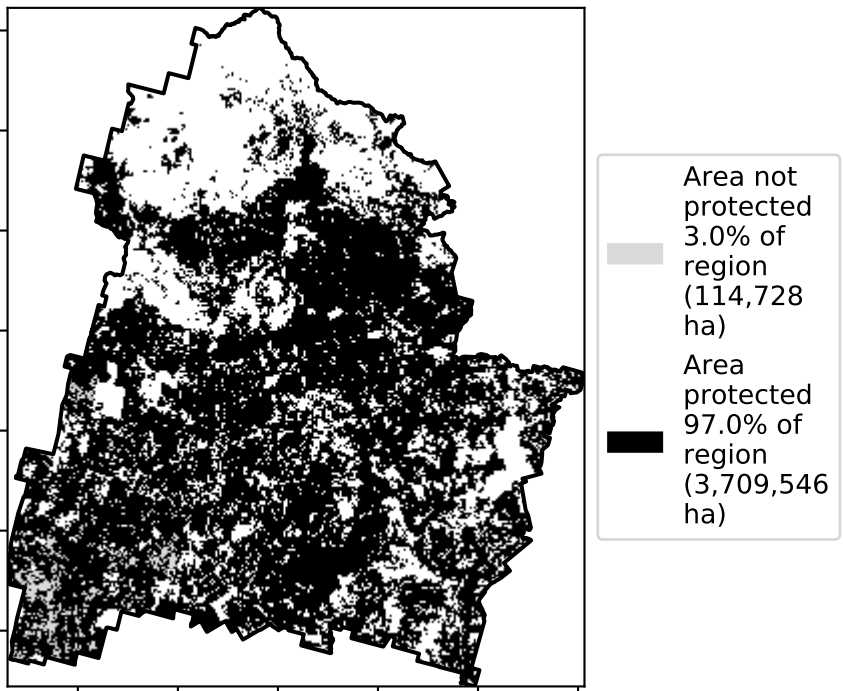 Area not
protected
3.0% of
region
(114,728
ha)
Area
protected
97.0% of
region
(3,709,546
ha)